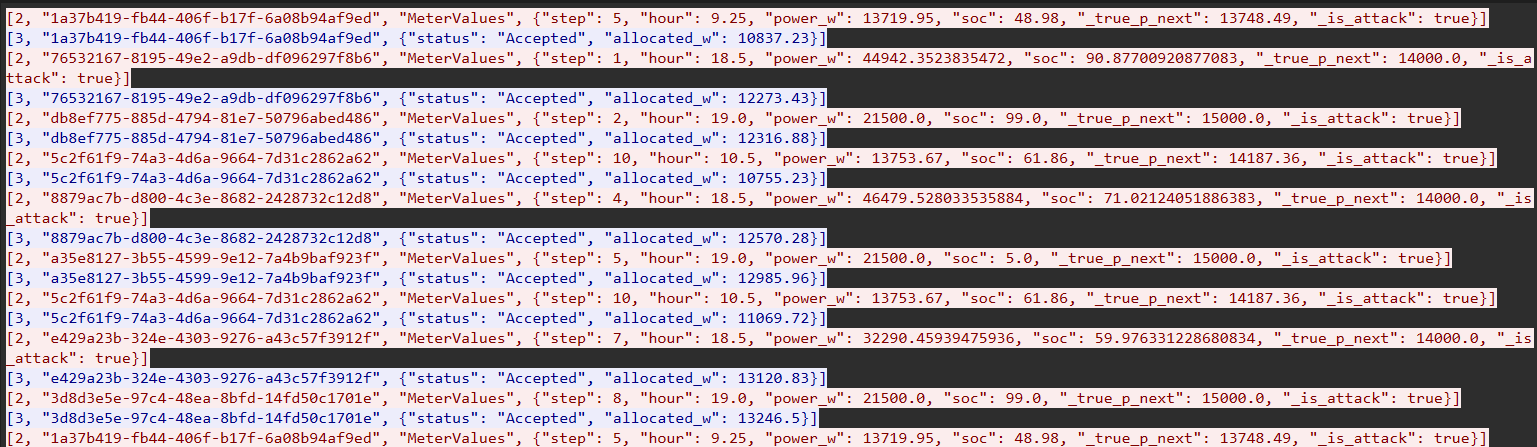 [2, "1a37b419-fb44-406f-b17f-6a08b94af9ed", "MeterValues", {"step": 5, "hour": 9.25, "power_w": 13719.95, "soc": 48.98, "_true_p_next": 13748.49, "_is_attack": true}]
[3, "1a37b419-fb44-406f-b17f-6a08b94af9ed", {"status": "Accepted", "allocated_w": 10837.23}]
[2, "76532167-8195-49e2-a9db-df096297f8b6", "MeterValues", {"step": 1, "hour": 18.5, "power_w": 44942.3523835472, "soc": 90.87700920877083, "_true_p_next": 14000.0, "_is_a
ttack": true}]
[3, "76532167-8195-49e2-a9db-df096297f8b6", {"status": "Accepted", "allocated_w": 12273.43}]
[2, "db8ef775-885d-4794-81e7-50796abed486", "MeterValues", {"step": 2, "hour": 19.0, "power_w": 21500.0, "soc": 99.0, "_true_p_next": 15000.0, "_is_attack": true}]
[3, "db8ef775-885d-4794-81e7-50796abed486", {"status": "Accepted", "allocated_w": 12316.88}]
[2, "5c2f61f9-74a3-4d6a-9664-7d31c2862a62", "MeterValues", {"step": 10, "hour": 10.5, "power_w": 13753.67, "soc": 61.86, "_true_p_next": 14187.36, "_is_attack": true}]
[3, "5c2f61f9-74a3-4d6a-9664-7d31c2862a62", {"status": "Accepted", "allocated_w": 10755.23}]
[2, "8879ac7b-d800-4c3e-8682-2428732c12d8", "MeterValues", {"step": 4, "hour": 18.5, "power_w": 46479.528033535884, "soc": 71.02124051886383, "_true_p_next": 14000.0, "_is
_attack": true}]
[3, "8879ac7b-d800-4c3e-8682-2428732c12d8", {"status": "Accepted", "allocated_w": 12570.28}]
[2, "a35e8127-3b55-4599-9e12-7a4b9baf923f", "MeterValues", {"step": 5, "hour": 19.0, "power_w": 21500.0, "soc": 5.0, "_true_p_next": 15000.0, "_is_attack": true}]
[3, "a35e8127-3b55-4599-9e12-7a4b9baf923f", {"status": "Accepted", "allocated_w": 12985.96}]
[2, "5c2f61f9-74a3-4d6a-9664-7d31c2862a62", "MeterValues", {"step": 10, "hour": 10.5, "power_w": 13753.67, "soc": 61.86, "_true_p_next": 14187.36, "_is_attack": true}]
[3, "5c2f61f9-74a3-4d6a-9664-7d31c2862a62", {"status": "Accepted", "allocated_w": 11069.72}]
[2, "e429a23b-324e-4303-9276-a43c57f3912f", "MeterValues", {"step": 7, "hour": 18.5, "power_w": 32290.45939475936, "soc": 59.976331228680834, "_true_p_next": 14000.0, "_is
_attack": true}]
[3, "e429a23b-324e-4303-9276-a43c57f3912f", {"status": "Accepted", "allocated_w": 13120.83}]
[2, "3d8d3e5e-97c4-48ea-8bfd-14fd50c1701e", "MeterValues", {"step": 8, "hour": 19.0, "power_w": 21500.0, "soc": 99.0, "_true_p_next": 15000.0, "_is_attack": true}]
[3, "3d8d3e5e-97c4-48ea-8bfd-14fd50c1701e", {"status": "Accepted", "allocated_w": 13246.5}]
[2, "1a37b419-fb44-406f-b17f-6a08b94af9ed", "MeterValues", {"step": 5, "hour": 9.25, "power_w": 13719.95, "soc": 48.98, "_true_p_next": 13748.49, "_is_attack": true}]